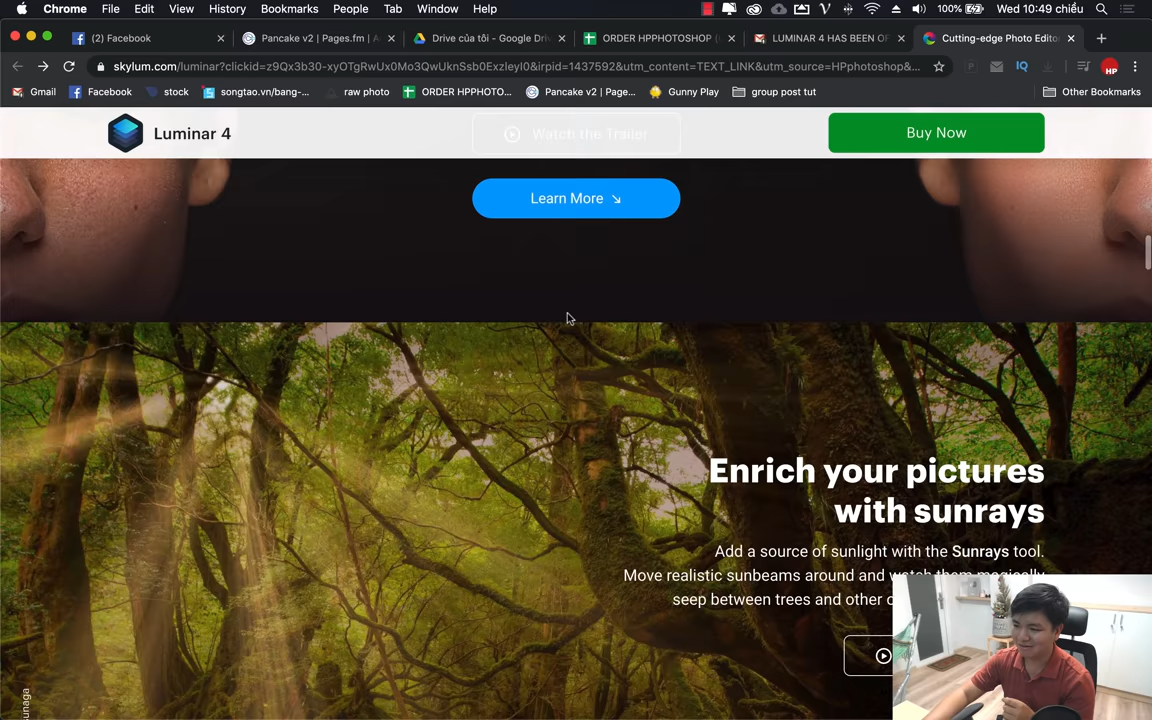 Chrome File Edit View History Bookmarks People Tab Window Help 100% Wed 10:49 chiều
(2) Facebook
Pancake v2 | Pages.fm |
Drive của tôi - Google Dri
ORDER HPPHOTOSHOP
LUMINAR 4 HAS BEEN OF
Cutting-edge Photo Edito
skylum.com/luminar?clickid=z9Qx3b30-xyOTgRwUx0Mo3QwUknSsb0ExzleyI0&irpid=1437592&utm_content=TEXT_LINK&utm_source=HPphotoshop&...
IQ
HP
Gmail Facebook stock songtao.vn/bang-... raw photo ORDER HPPHOTO... Pancake v2 | Page... Gunny Play group post tut Other Bookmarks
Luminar 4
Watch the Trailer
Buy Now
Learn More ↘
Enrich your pictures
with sunrays
Add a source of sunlight with the Sunrays tool.
Move realistic sunbeams around and watch them magically
seep between trees and other
unaga